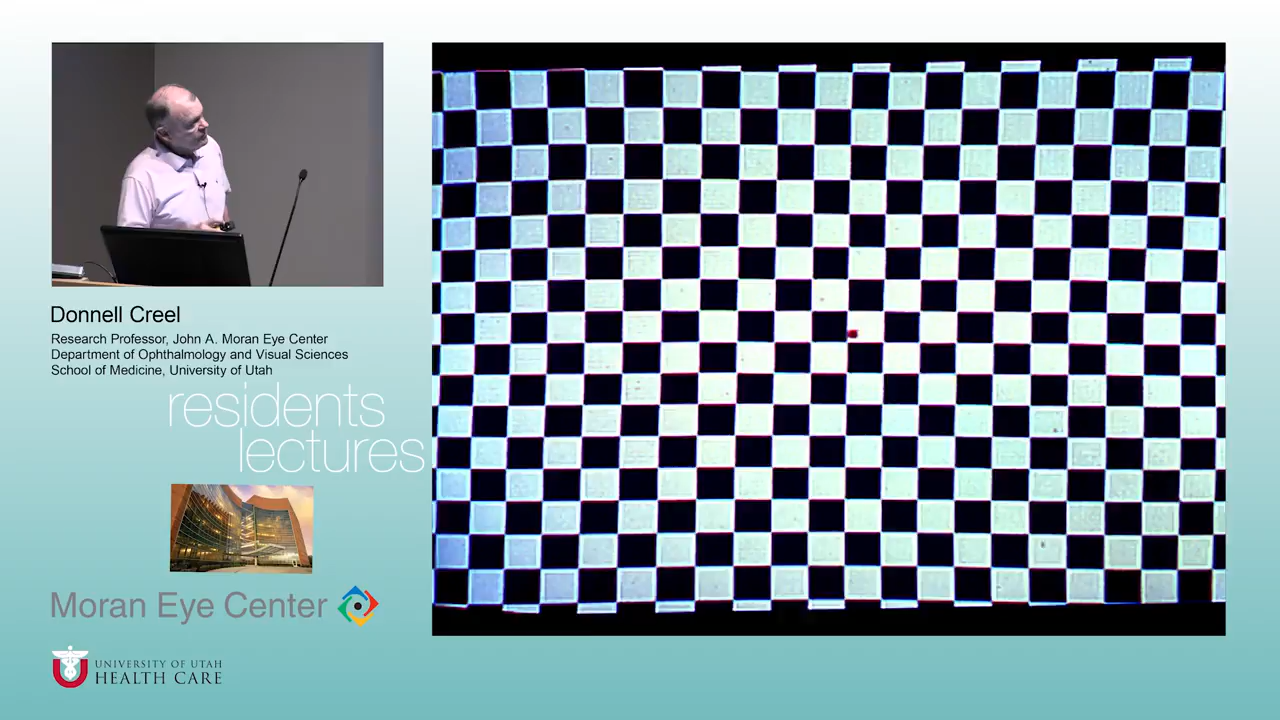 Donnell Creel
Research Professor, John A. Moran Eye Center
Department of Ophthalmology and Visual Sciences
School of Medicine, University of Utah
residents
lectures
Moran Eye Center
UNIVERSITY OF UTAH
HEALTH CARE